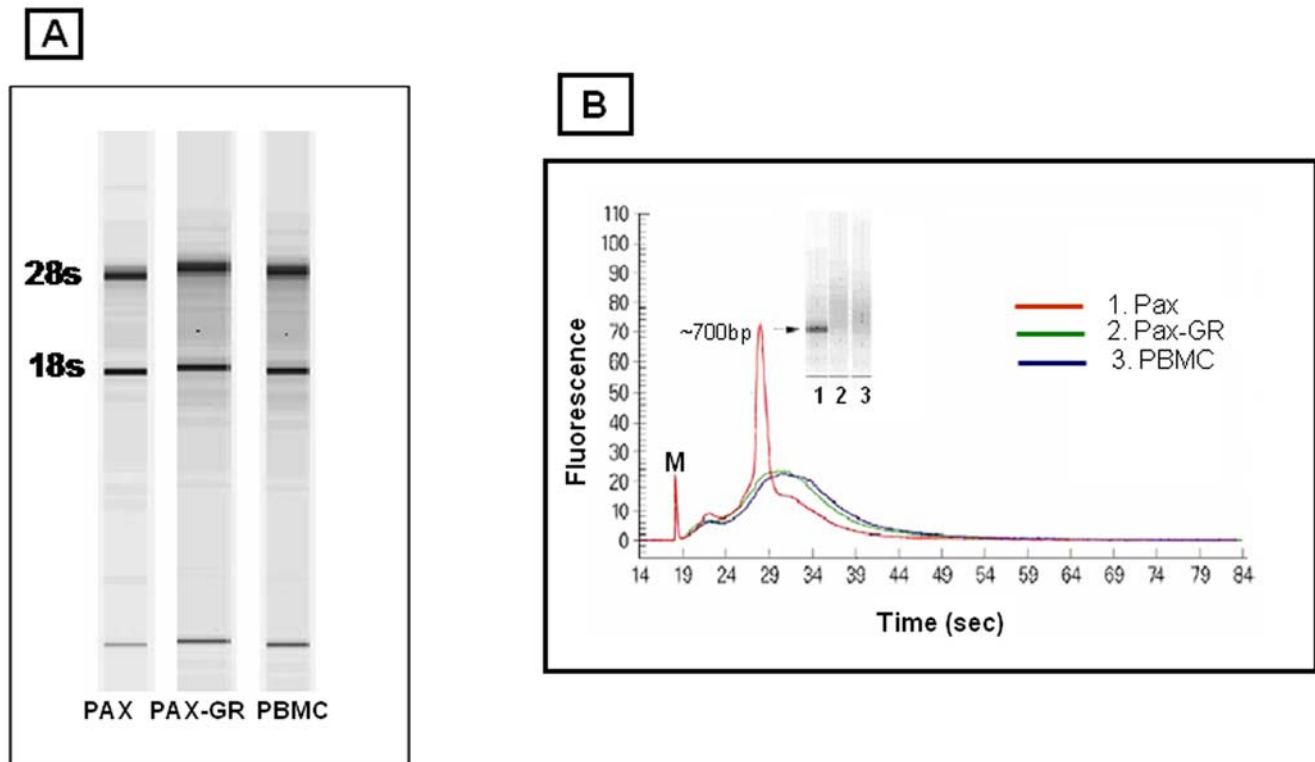 A
28s
18s
PAX PAX-GR PBMC
B
110
100
90
80
70
60
50
40
30
20
10
0
Fluorescence
~700bp
1 2 3
M
1. Pax
2. Pax-GR
3. PBMC
14 19 24 29 34 39 44 49 54 59 64 69 74 79 84
Time (sec)